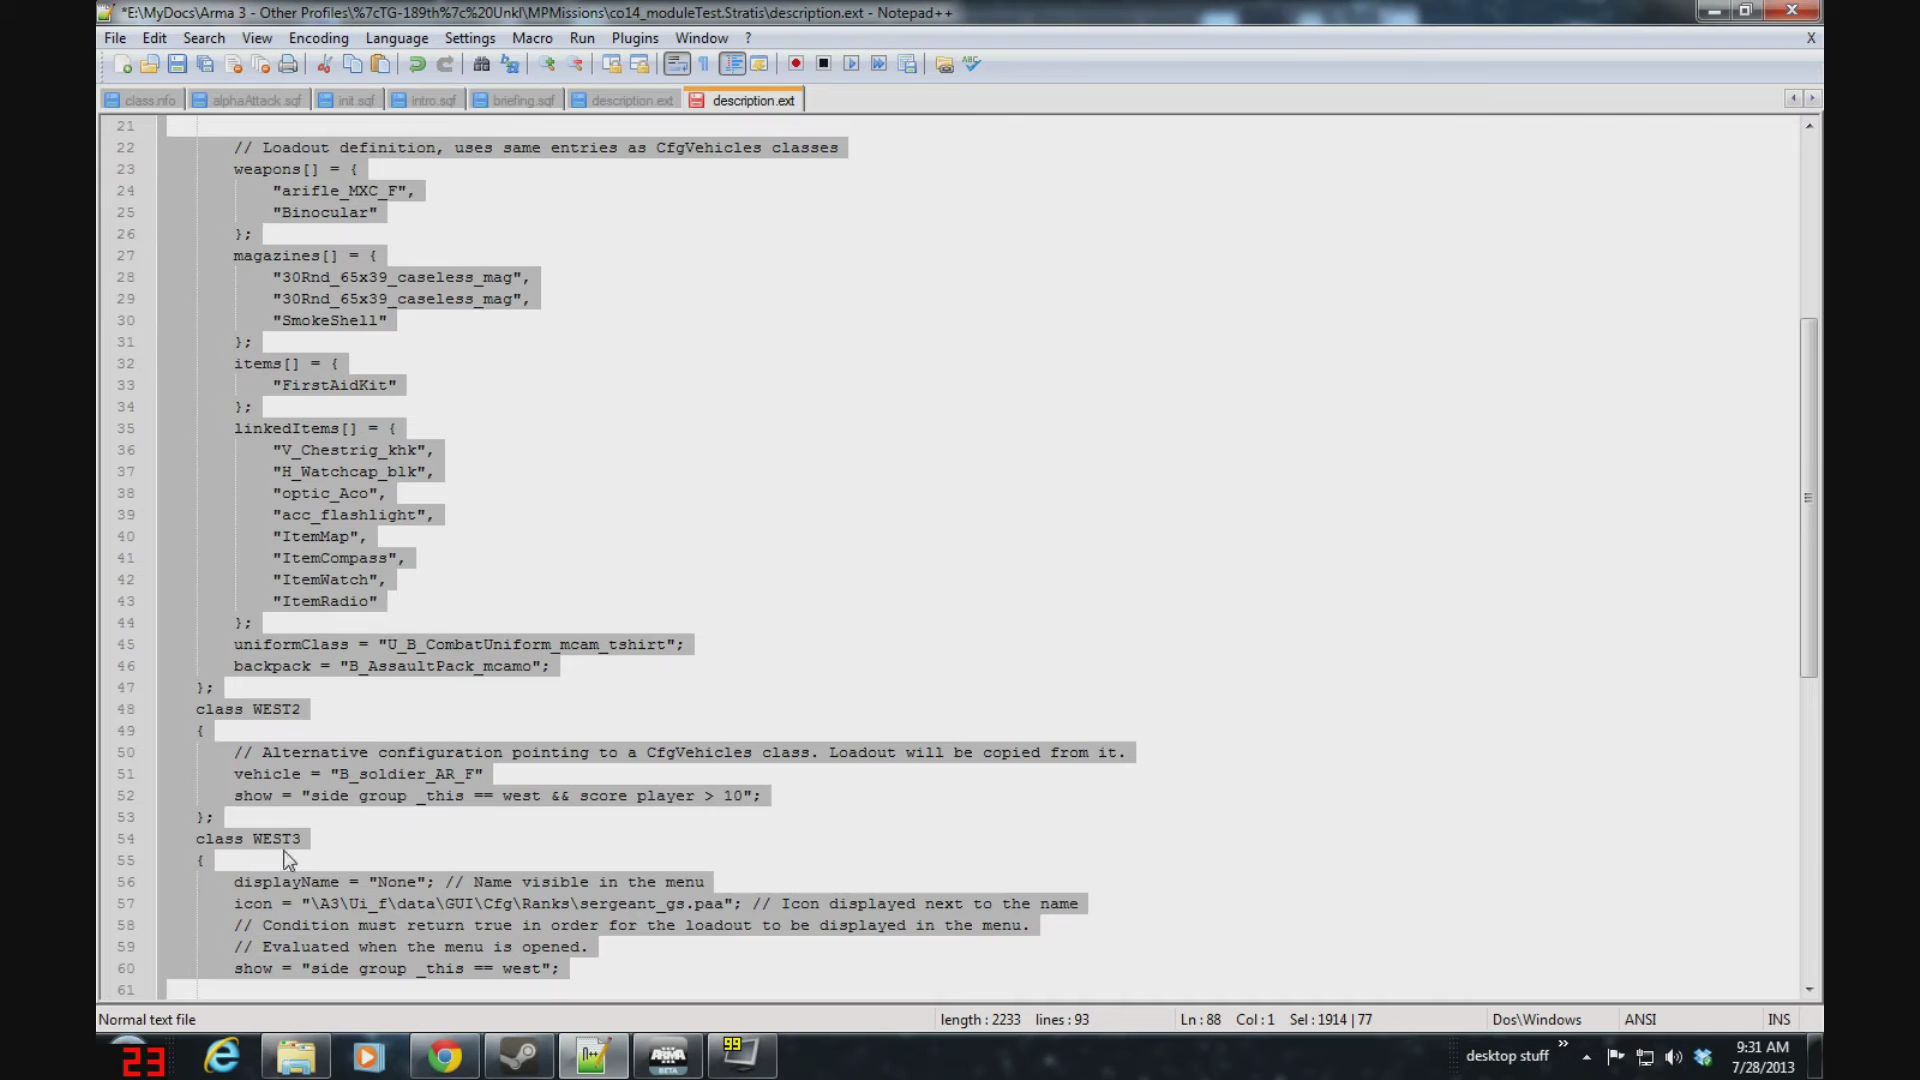 *E:\MyDocs\Arma 3 - Other Profiles\%7cTG-189th%7c%20Unkl\MPMissions\co14_moduleTest.Stratis\description.ext - Notepad++
File Edit Search View Encoding Language Settings Macro Run Plugins Window ? X
class.nfo alphaAttack.sqf init.sqf intro.sqf briefing.sqf description.ext description.ext
21
22 // Loadout definition, uses same entries as CfgVehicles classes
23 weapons[] = {
24 "arifle_MXC_F",
25 "Binocular"
26 };
27 magazines[] = {
28 "30Rnd_65x39_caseless_mag",
29 "30Rnd_65x39_caseless_mag",
30 "SmokeShell"
31 };
32 items[] = {
33 "FirstAidKit"
34 };
35 linkedItems[] = {
36 "V_Chestrig_khk",
37 "H_Watchcap_blk",
38 "optic_Aco",
39 "acc_flashlight",
40 "ItemMap",
41 "ItemCompass",
42 "ItemWatch",
43 "ItemRadio"
44 };
45 uniformClass = "U_B_CombatUniform_mcam_tshirt";
46 backpack = "B_AssaultPack_mcamo";
47 };
48 class WEST2
49 {
50 // Alternative configuration pointing to a CfgVehicles class. Loadout will be copied from it.
51 vehicle = "B_soldier_AR_F"
52 show = "side group _this == west && score player > 10";
53 };
54 class WEST3
55 {
56 displayName = "None"; // Name visible in the menu
57 icon = "\A3\Ui_f\data\GUI\Cfg\Ranks\sergeant_gs.paa"; // Icon displayed next to the name
58 // Condition must return true in order for the loadout to be displayed in the menu.
59 // Evaluated when the menu is opened.
60 show = "side group _this == west";
61
Normal text file length : 2233 lines : 93 Ln : 88 Col : 1 Sel : 1914 | 77 Dos\Windows ANSI INS
23 ARMA BETA 99 desktop stuff » 9:31 AM
7/28/2013